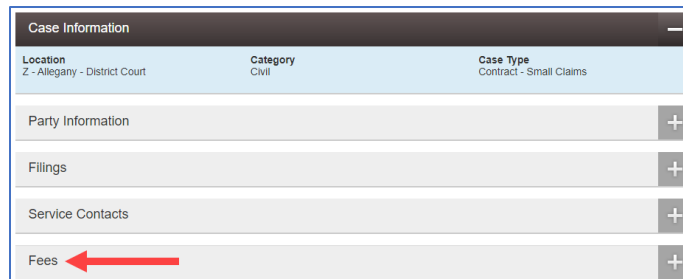 Case Information
Location Category Case Type
Z - Allegany - District Court Civil Contract - Small Claims
Party Information
Filings
Service Contacts
Fees